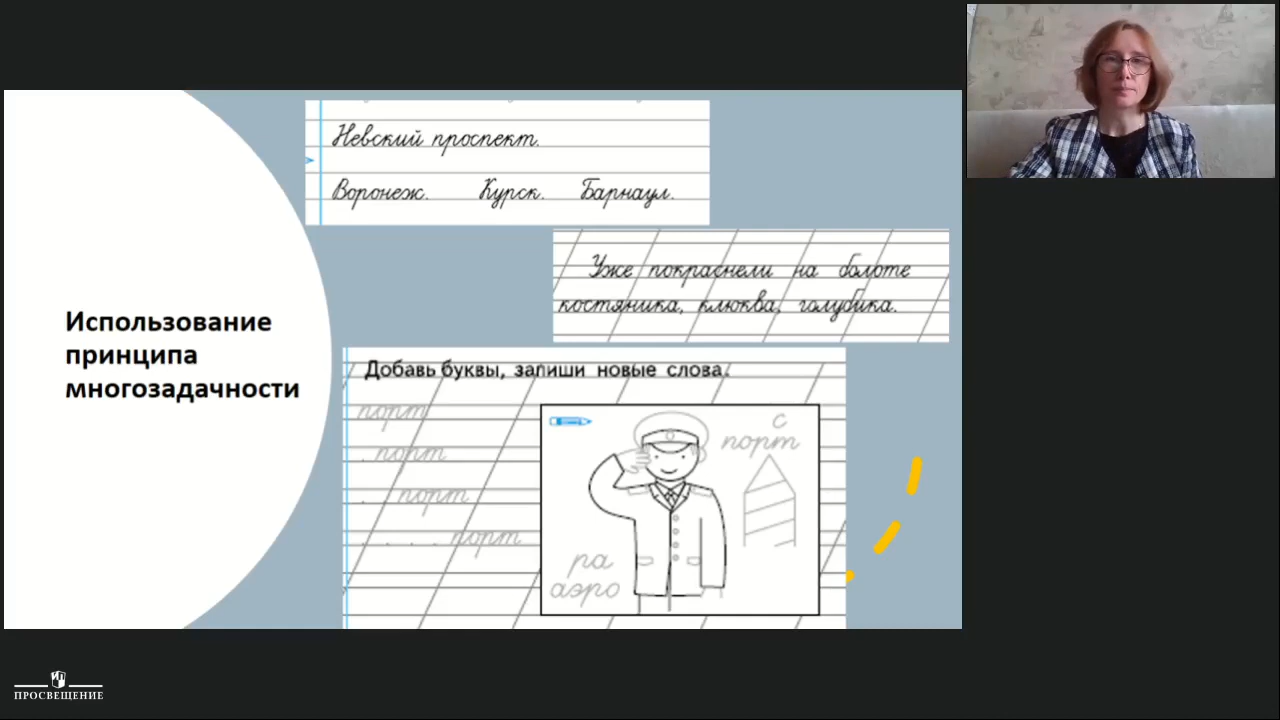 Использование
принципа
многозадачности
Невский проспект.
Воронеж. Курск. Барнаул.
Уже покраснели на болоте
костяника, клюква, голубика.
Добавь буквы, запиши новые слова.
порт
. порт
. . порт
. . . . порт
с
порт
ра
аэро
ПРОСВЕЩЕНИЕ